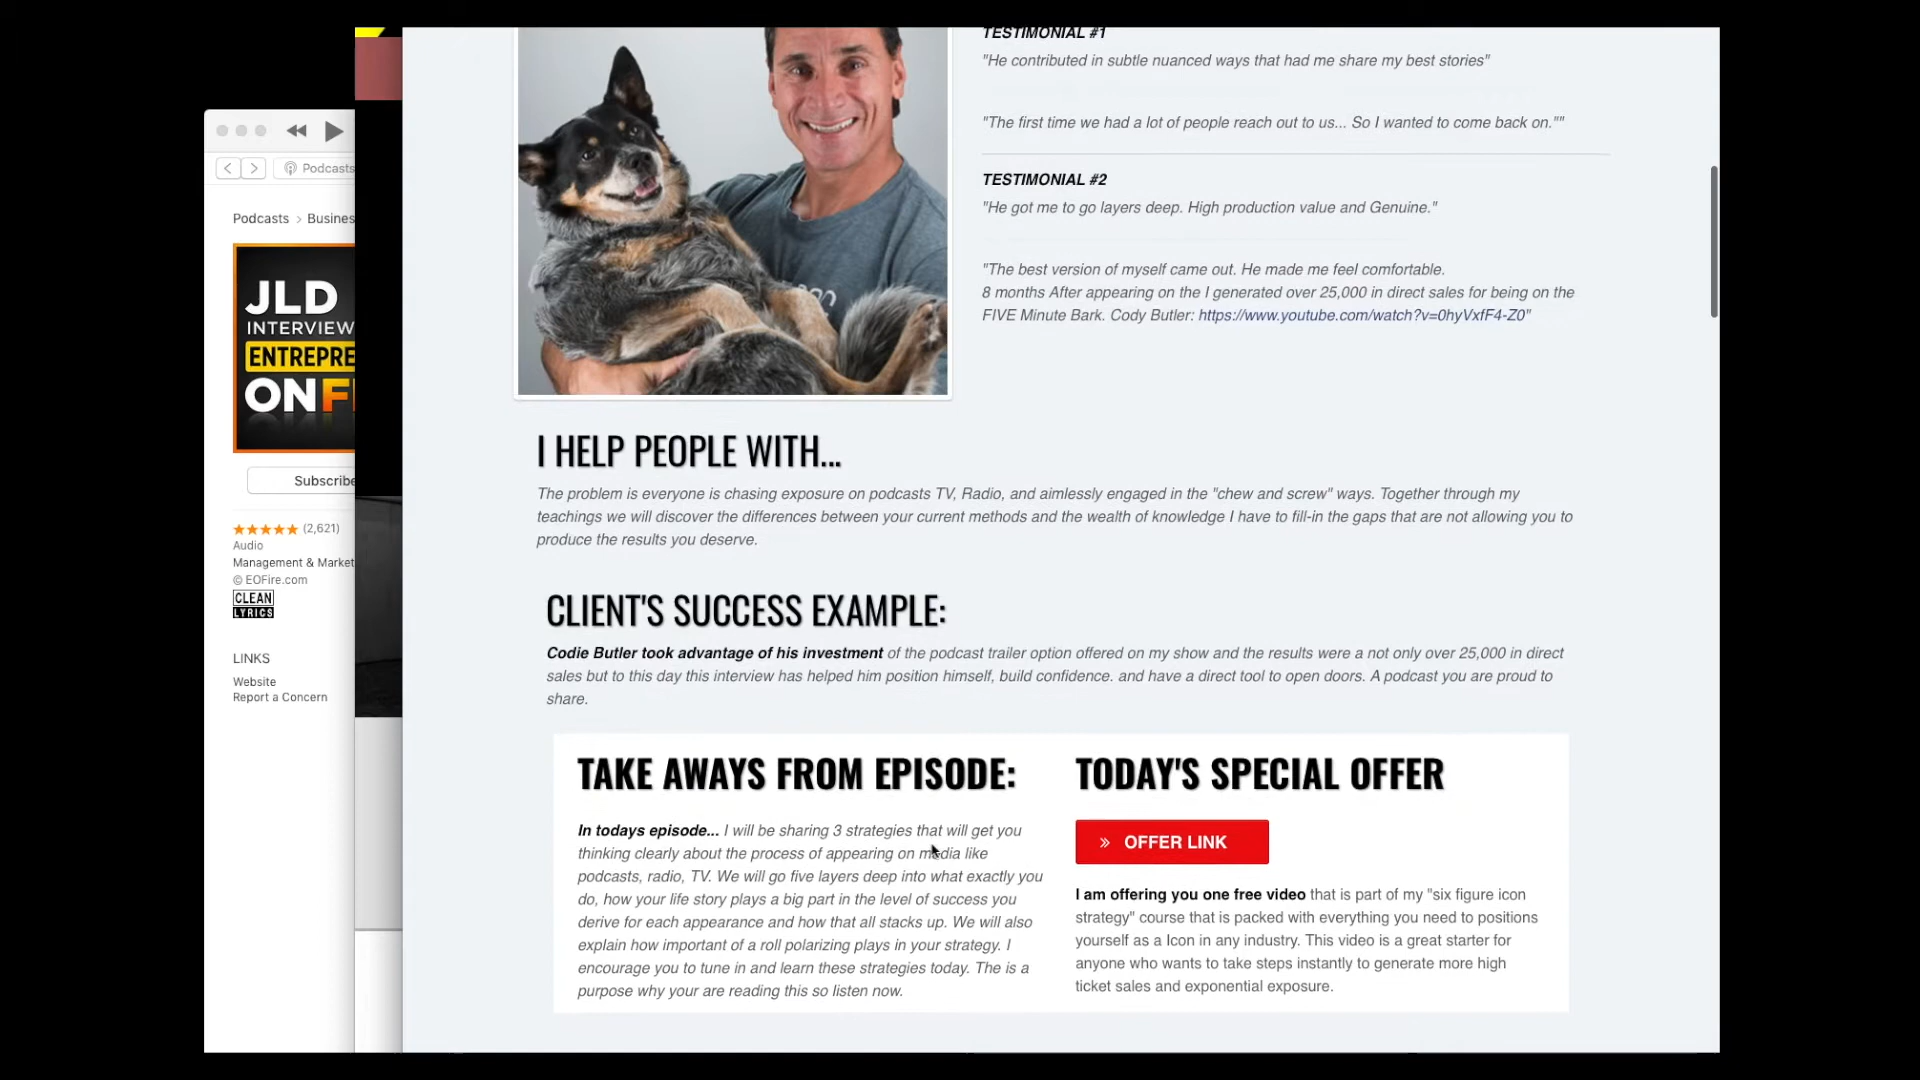 Podcasts
Podcasts > Busines
JLD
INTERVIEW
ENTREPRE
ONF
Subscribe
(2,621)
Audio
Management & Market
© EOFire.com
CLEAN
LYRICS
LINKS
Website
Report a Concern
TESTIMONIAL #1
"He contributed in subtle nuanced ways that had me share my best stories"
"The first time we had a lot of people reach out to us... So I wanted to come back on.""
TESTIMONIAL #2
"He got me to go layers deep. High production value and Genuine."
"The best version of myself came out. He made me feel comfortable.
8 months After appearing on the I generated over 25,000 in direct sales for being on the
FIVE Minute Bark. Cody Butler: https://www.youtube.com/watch?v=0hyVxfF4-Z0"
I HELP PEOPLE WITH...
The problem is everyone is chasing exposure on podcasts TV, Radio, and aimlessly engaged in the "chew and screw" ways. Together through my
teachings we will discover the differences between your current methods and the wealth of knowledge I have to fill-in the gaps that are not allowing you to
produce the results you deserve.
CLIENT'S SUCCESS EXAMPLE:
Codie Butler took advantage of his investment of the podcast trailer option offered on my show and the results were a not only over 25,000 in direct
sales but to this day this interview has helped him position himself, build confidence. and have a direct tool to open doors. A podcast you are proud to
share.
TAKE AWAYS FROM EPISODE:
In todays episode... I will be sharing 3 strategies that will get you
thinking clearly about the process of appearing on media like
podcasts, radio, TV. We will go five layers deep into what exactly you
do, how your life story plays a big part in the level of success you
derive for each appearance and how that all stacks up. We will also
explain how important of a roll polarizing plays in your strategy. I
encourage you to tune in and learn these strategies today. The is a
purpose why your are reading this so listen now.
TODAY'S SPECIAL OFFER
» OFFER LINK
I am offering you one free video that is part of my "six figure icon
strategy" course that is packed with everything you need to positions
yourself as a Icon in any industry. This video is a great starter for
anyone who wants to take steps instantly to generate more high
ticket sales and exponential exposure.